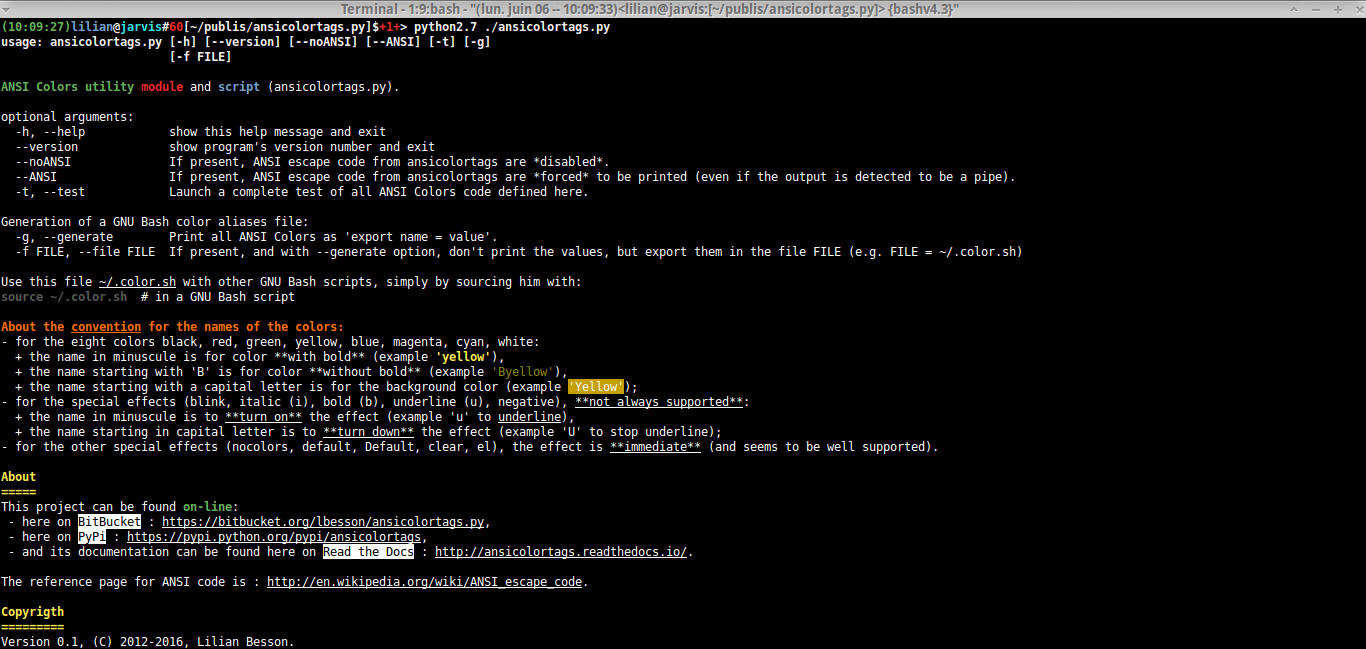 Terminal - 1:9:bash - "(lun. juin 06 -- 10:09:33)<lilian@jarvis:[~/publis/ansicolortags.py]> {bashv4.3}"
(10:09:27)lilian@jarvis#60[~/publis/ansicolortags.py]$+1+> python2.7 ./ansicolortags.py
usage: ansicolortags.py [-h] [--version] [--noANSI] [--ANSI] [-t] [-g]
                        [-f FILE]

ANSI Colors utility module and script (ansicolortags.py).

optional arguments:
  -h, --help            show this help message and exit
  --version             show program's version number and exit
  --noANSI              If present, ANSI escape code from ansicolortags are *disabled*.
  --ANSI                If present, ANSI escape code from ansicolortags are *forced* to be printed (even if the output is detected to be a pipe).
  -t, --test            Launch a complete test of all ANSI Colors code defined here.

Generation of a GNU Bash color aliases file:
  -g, --generate        Print all ANSI Colors as 'export name = value'.
  -f FILE, --file FILE  If present, and with --generate option, don't print the values, but export them in the file FILE (e.g. FILE = ~/.color.sh)

Use this file ~/.color.sh with other GNU Bash scripts, simply by sourcing him with:
source ~/.color.sh  # in a GNU Bash script

About the convention for the names of the colors:
- for the eight colors black, red, green, yellow, blue, magenta, cyan, white:
  + the name in minuscule is for color **with bold** (example 'yellow'),
  + the name starting with 'B' is for color **without bold** (example 'Byellow'),
  + the name starting with a capital letter is for the background color (example 'Yellow');
- for the special effects (blink, italic (i), bold (b), underline (u), negative), **not always supported**:
  + the name in minuscule is to **turn on** the effect (example 'u' to underline),
  + the name starting in capital letter is to **turn down** the effect (example 'U' to stop underline);
- for the other special effects (nocolors, default, Default, clear, el), the effect is **immediate** (and seems to be well supported).

About
=====
This project can be found on-line:
 - here on BitBucket : https://bitbucket.org/lbesson/ansicolortags.py,
 - here on PyPi : https://pypi.python.org/pypi/ansicolortags,
 - and its documentation can be found here on Read the Docs : http://ansicolortags.readthedocs.io/.

The reference page for ANSI code is : http://en.wikipedia.org/wiki/ANSI_escape_code.

Copyrigth
=========
Version 0.1, (C) 2012-2016, Lilian Besson.